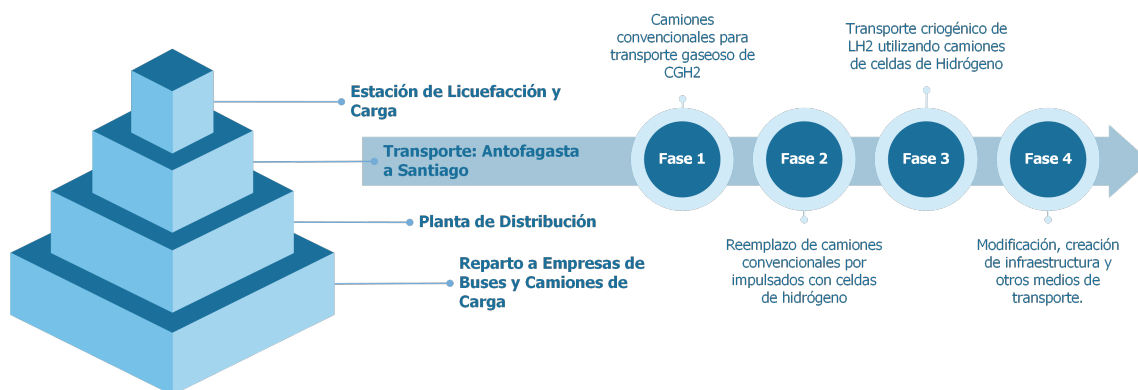 Estación de Licuefacción y
Carga
Transporte: Antofagasta
a Santiago
Planta de Distribución
Reparto a Empresas de
Buses y Camiones de
Carga
Camiones
convencionales para
transporte gaseoso de
CGH2
Fase 1
Fase 2
Reemplazo de camiones
convencionales por
impulsados con celdas
de hidrógeno
Transporte criogénico de
LH2 utilizando camiones
de celdas de Hidrógeno
Fase 3
Fase 4
Modificación, creación
de infraestructura y
otros medios de
transporte.